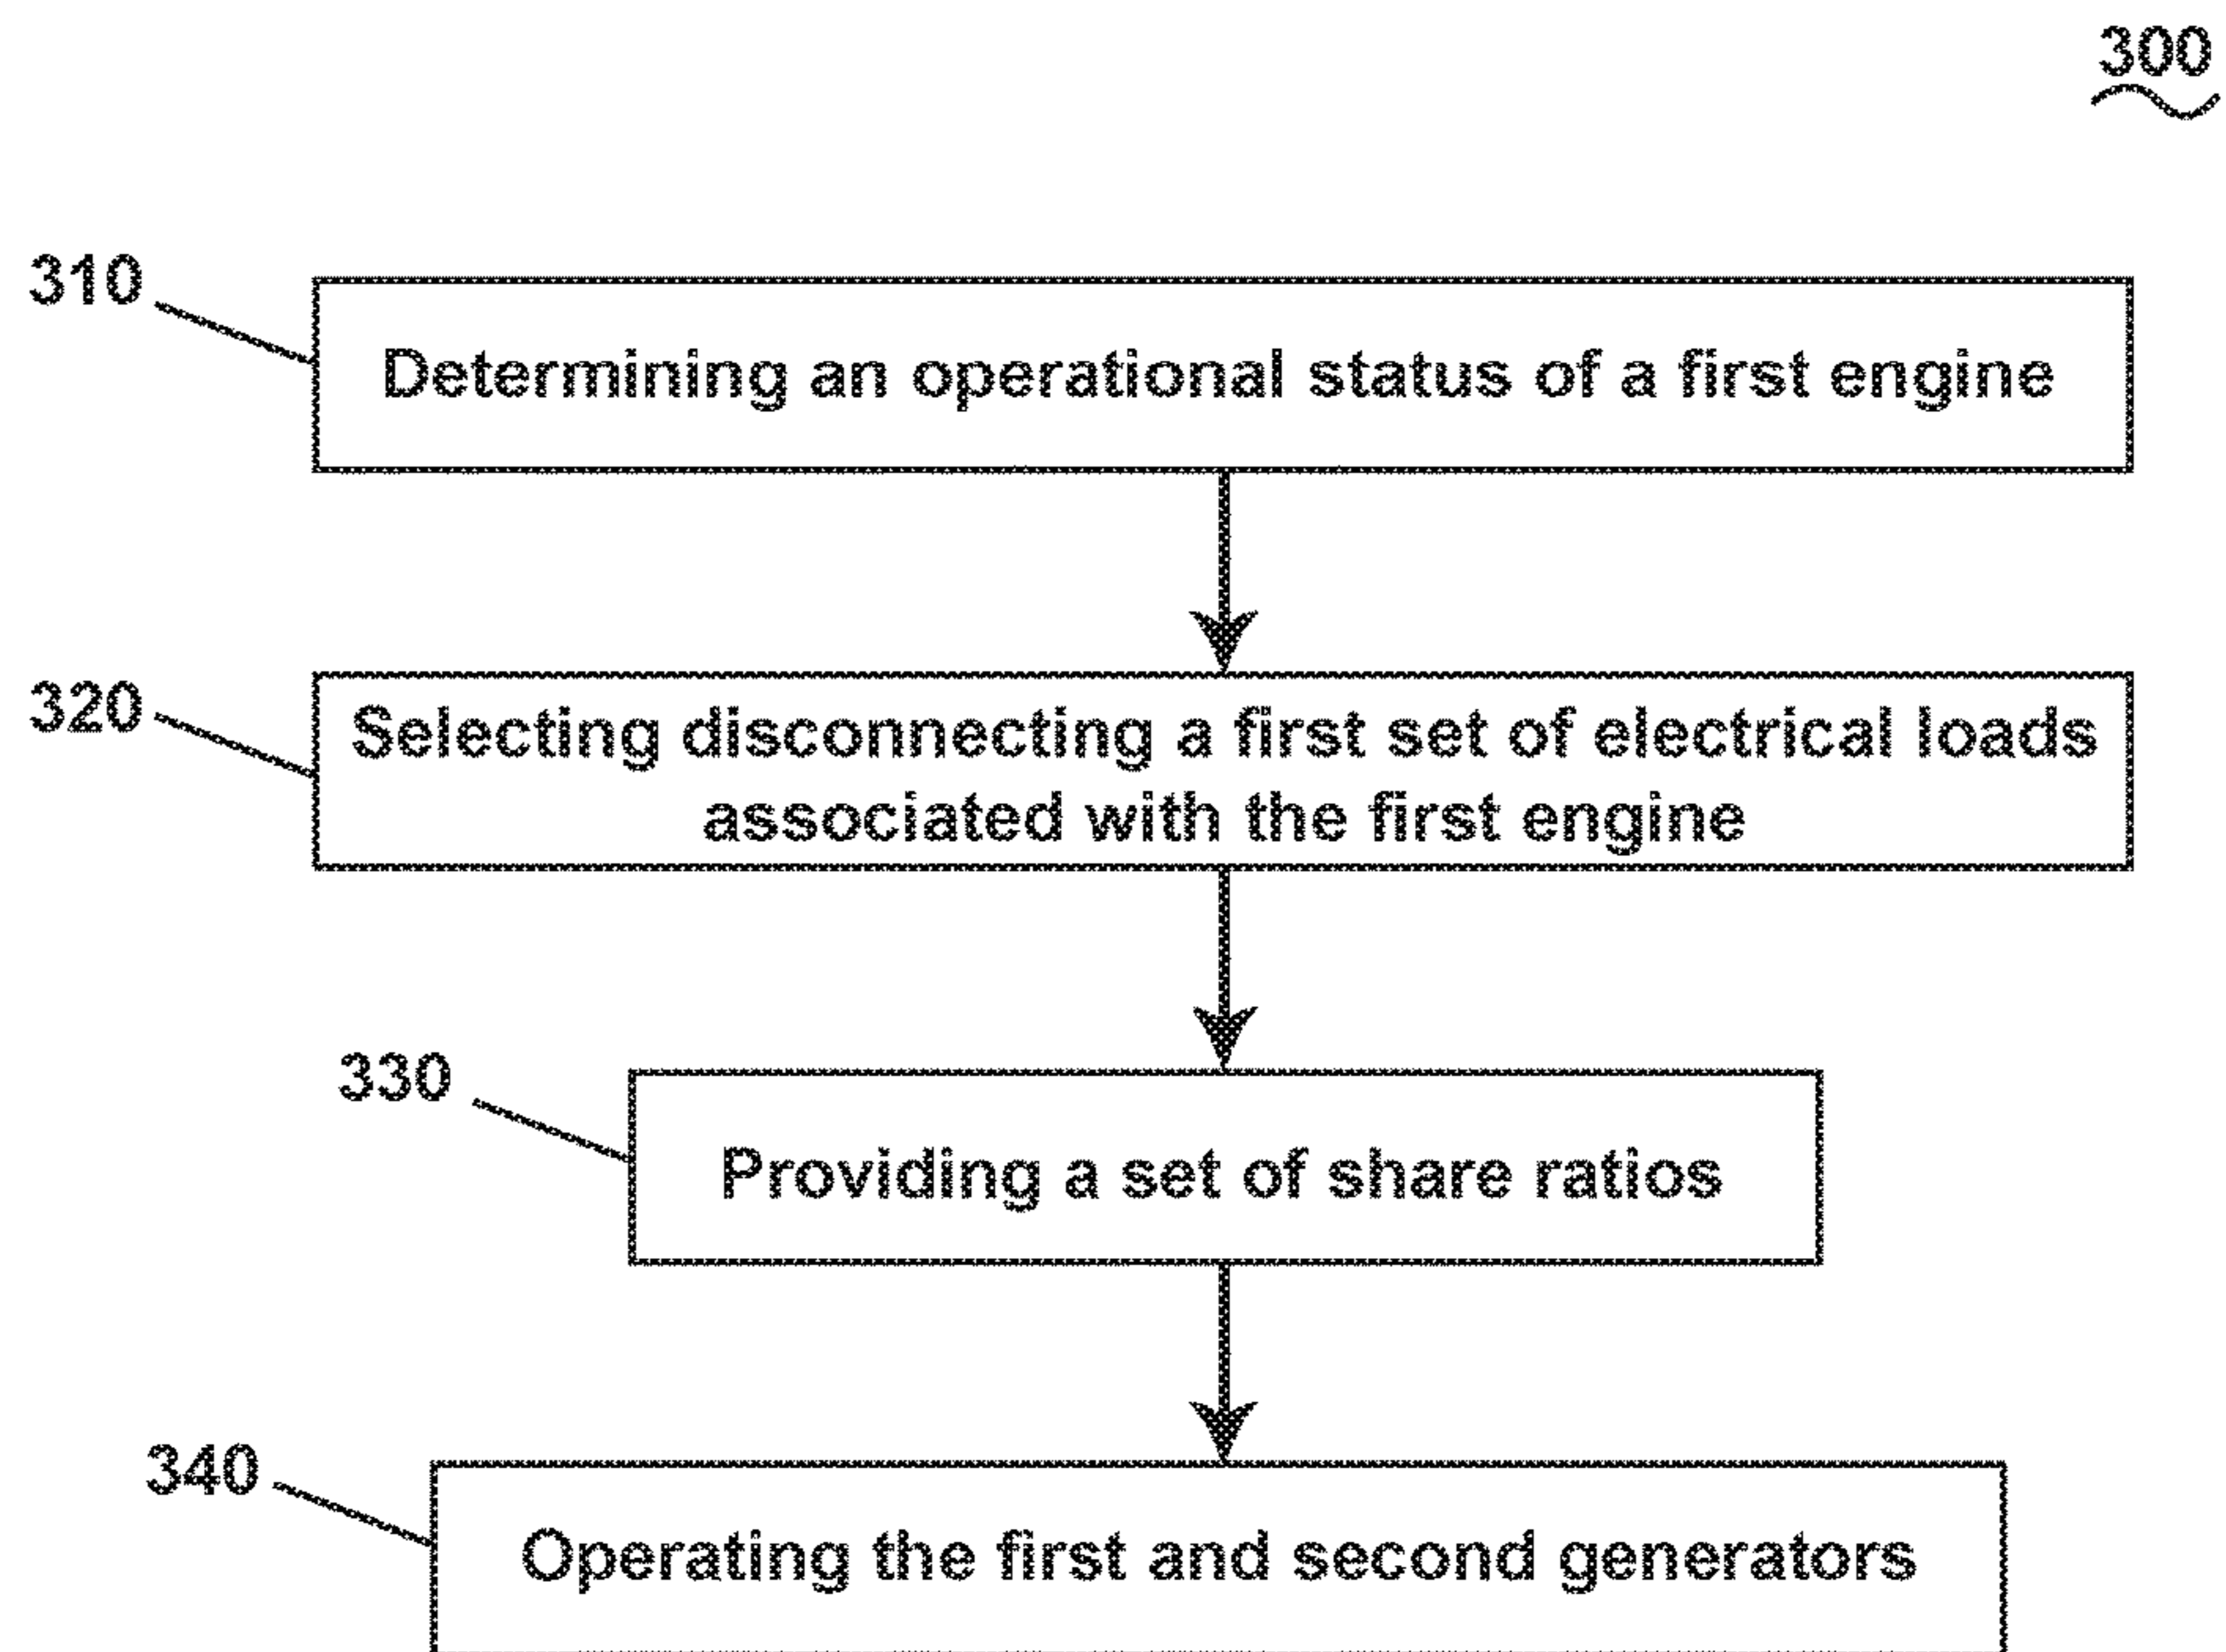 300
310
Determining an operational status of a first engine
320
Selecting disconnecting a first set of electrical loads
associated with the first engine
330
Providing a set of share ratios
340
Operating the first and second generators